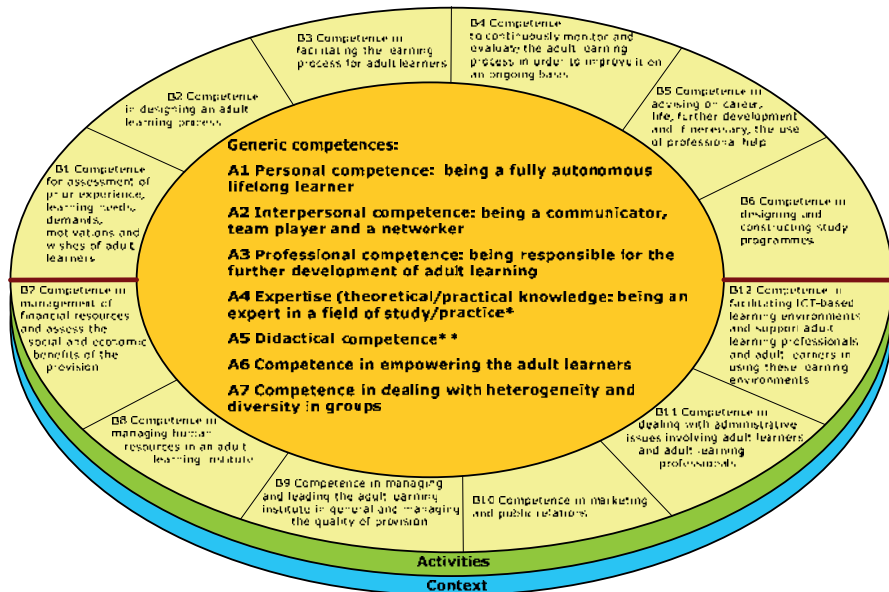 B4 Competence
to continuously monitor and
evaluate the adult learning
process in order to improve it on
an ongoing basis
B3 Competence in
facilitating the learning
process for adult learners
B5 Competence in
advising on career,
life, further development
and if necessary, the use
of professional help
B2 Competence
in designing an adult
learning process
B1 Competence
for assessment of
prior experience,
learning needs,
demands,
motivations and
wishes of adult
learners
B6 Competence in
designing and
constructing study
programmes
Generic competences:
A1 Personal competence: being a fully autonomous
lifelong learner
A2 Interpersonal competence: being a communicator,
team player and a networker
A3 Professional competence: being responsible for the
further development of adult learning
A4 Expertise (theoretical/practical knowledge: being an
expert in a field of study/practice*
A5 Didactical competence**
A6 Competence in empowering the adult learners
A7 Competence in dealing with heterogeneity and
diversity in groups
B7 Competence in
management of
financial resources
and assess the
social and economic
benefits of the
provision
B12 Competence in
facilitating ICT-based
learning environments
and support adult
learning professionals
and adult learners in
using these learning
environments
B8 Competence in
managing human
resources in an adult
learning institute
B11 Competence in
dealing with administrative
issues involving adult learners
and adult learning
professionals
B9 Competence in managing
and leading the adult learning
institute in general and managing
the quality of provision
B10 Competence in marketing
and public relations
Activities
Context